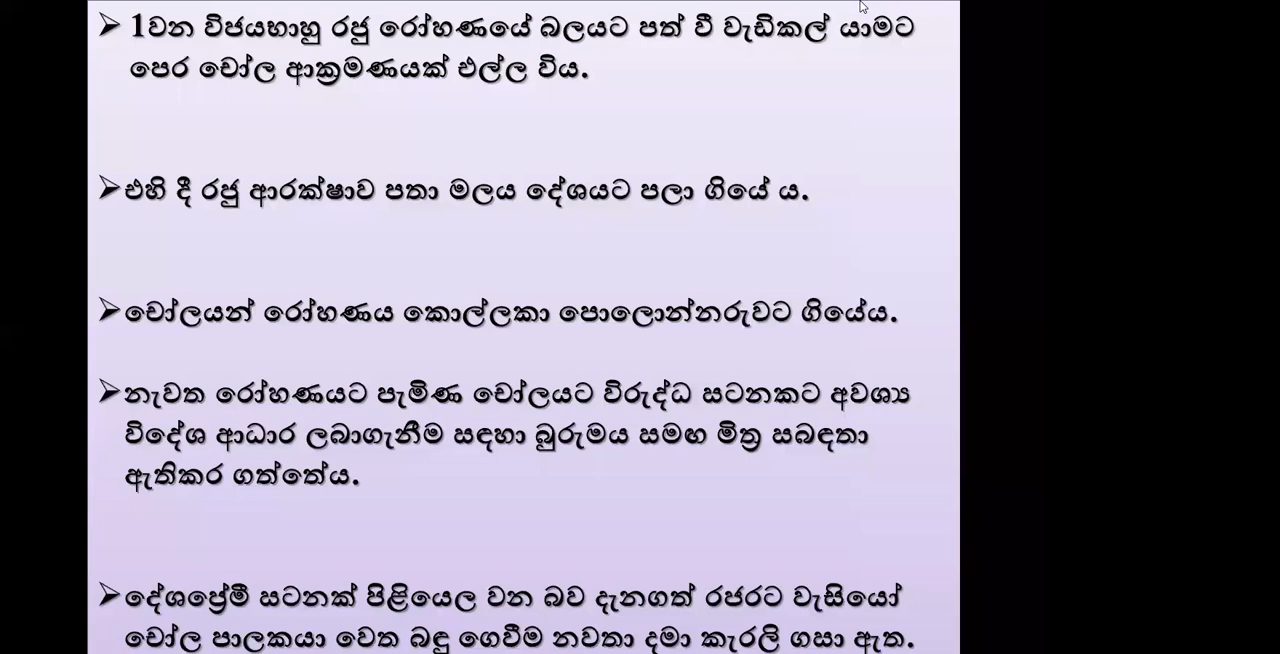 ➢ 1වන විජයභාහු රජු රෝහණයේ බලයට පත් වී වැඩිකල් යාමට
පෙර චෝල ආක්‍රමණයක් එල්ල විය.
➢එහි දී රජු ආරක්ෂාව පතා මලය දේශයට පලා ගියේ ය.
➢චෝලයන් රෝහණය කොල්ලකා පොලොන්නරුවට ගියේය.
➢නැවත රෝහණයට පැමිණ චෝලයට විරුද්ධ සටනකට අවශ්‍ය
විදේශ ආධාර ලබාගැනීම සඳහා බුරුමය සමඟ මිත්‍ර සබඳතා
ඇතිකර ගත්තේය.
➢දේශප්‍රේමී සටනක් පිළියෙල වන බව දැනගත් රජරට වැසියෝ
චෝල පාලකයා වෙත බඳු ගෙවීම නවතා දමා කැරලි ගසා ඇත.